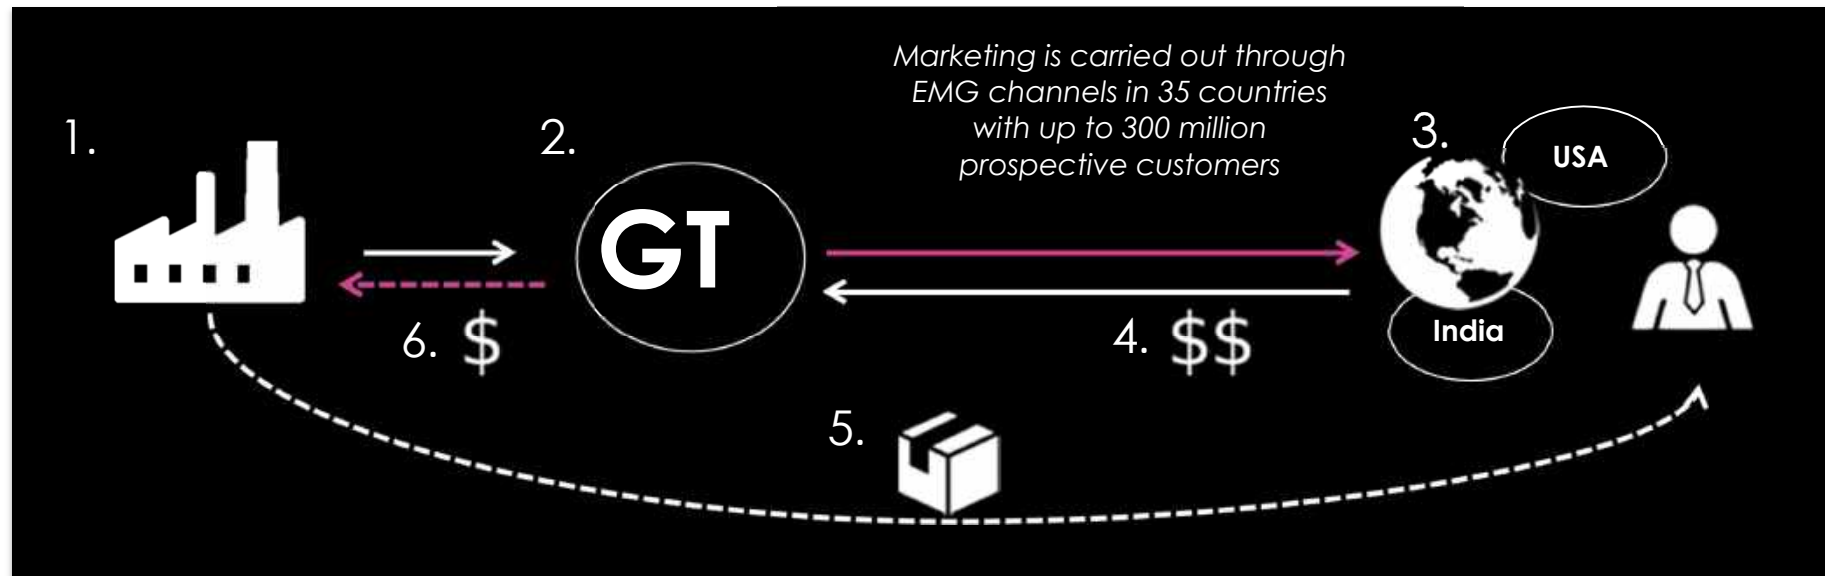 1.
2.
GT
Marketing is carried out through
EMG channels in 35 countries
with up to 300 million
prospective customers
3.
USA
India
6. $
4. $$
5.